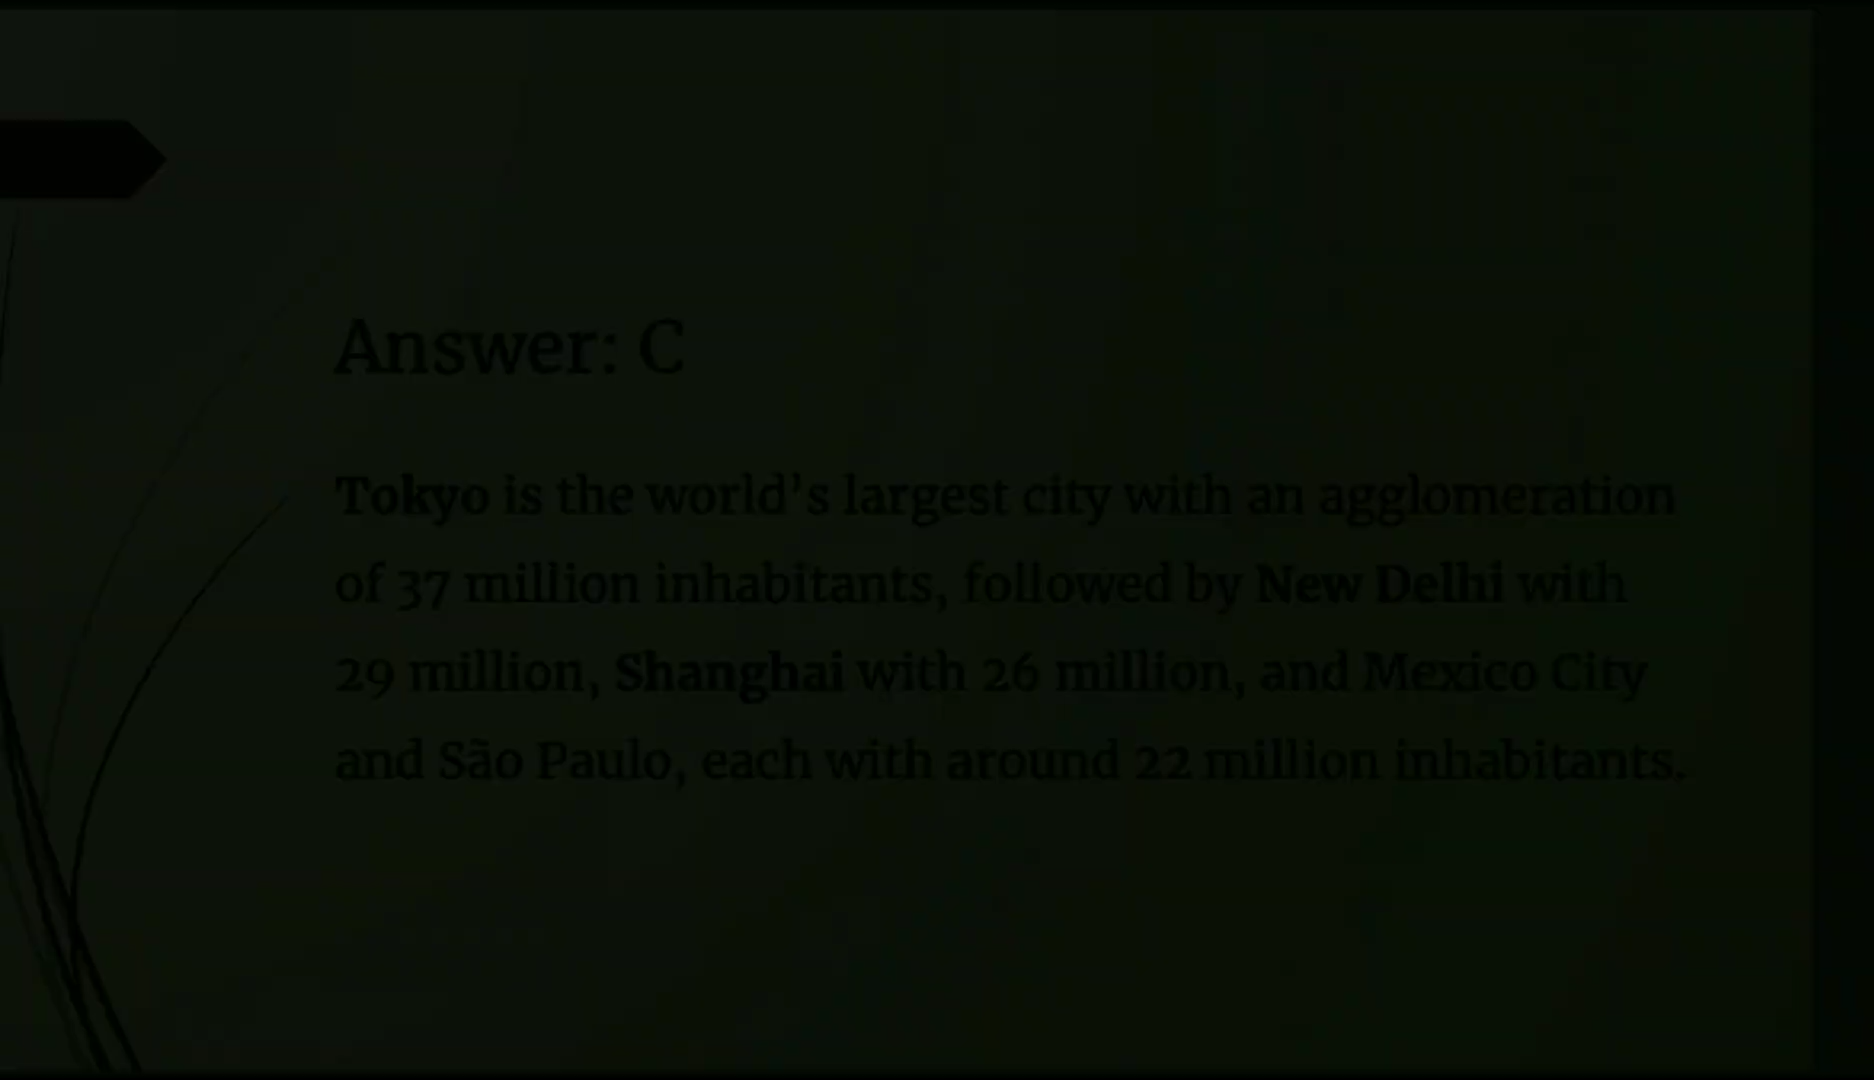 Answer: C
Tokyo is the world's largest city with an agglomeration
of 37 million inhabitants, followed by New Delhi with
29 million, Shanghai with 26 million, and Mexico City
and São Paulo, each with around 22 million inhabitants.